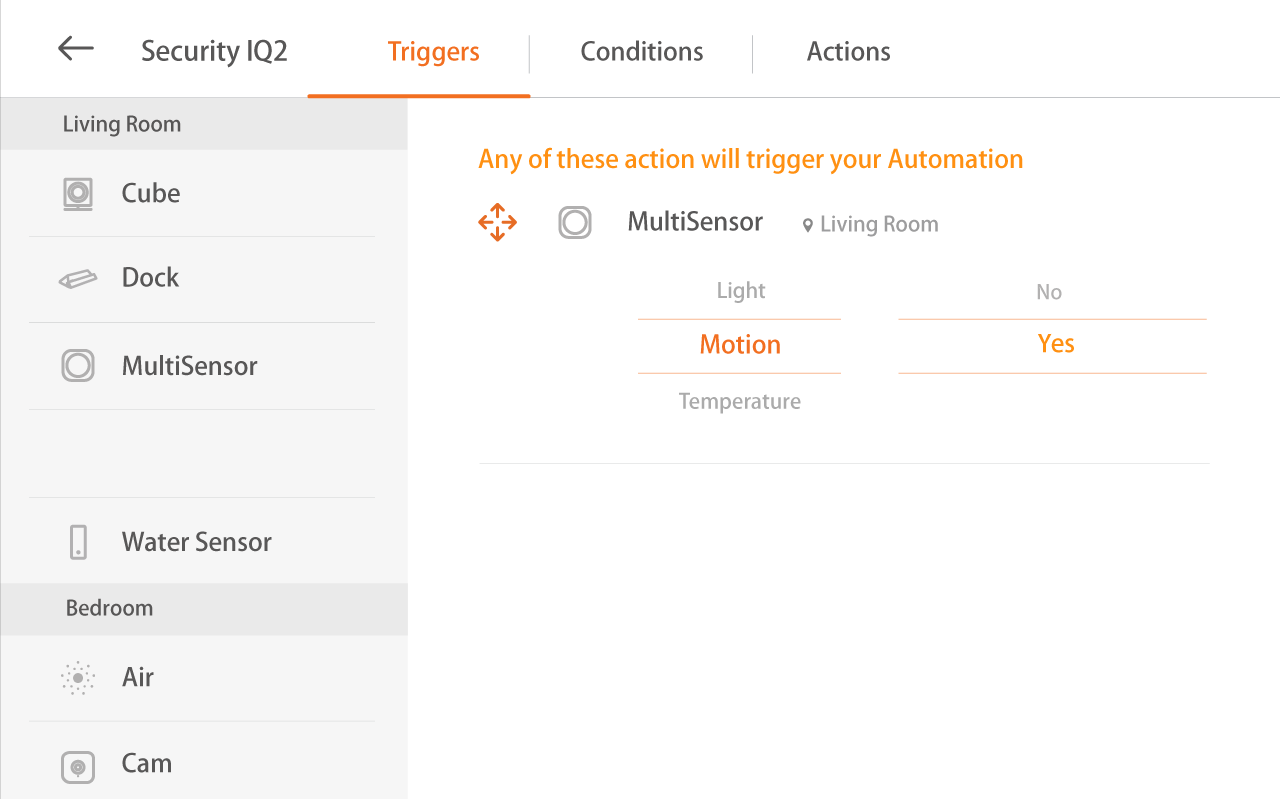 Security IQ2
Triggers
Conditions
Actions
Living Room
Cube
Dock
MultiSensor
Water Sensor
Bedroom
Air
Cam
Any of these action will trigger your Automation
MultiSensor Living Room
Light No
Motion Yes
Temperature